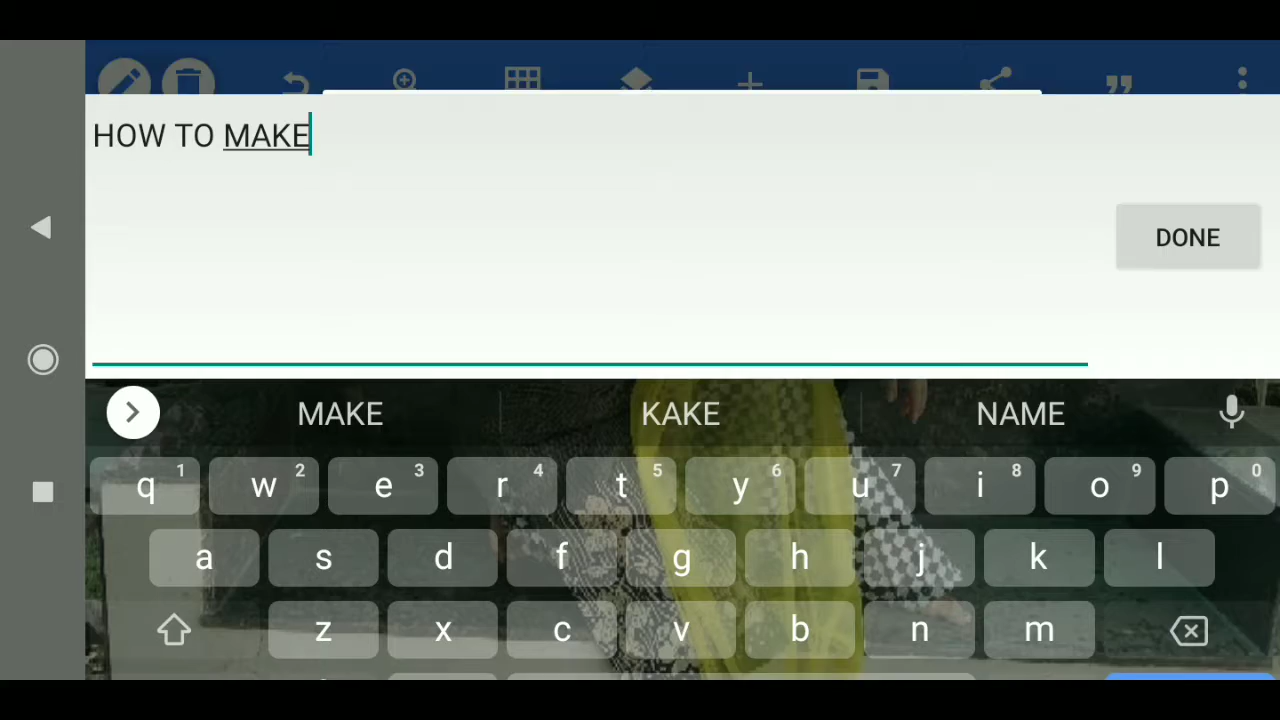 HOW TO MAKE
DONE
MAKE KAKE NAME
q 1 w 2 e 3 r 4 t 5 y 6 u 7 i 8 o 9 p 0
a s d f g h j k l
z x c v b n m